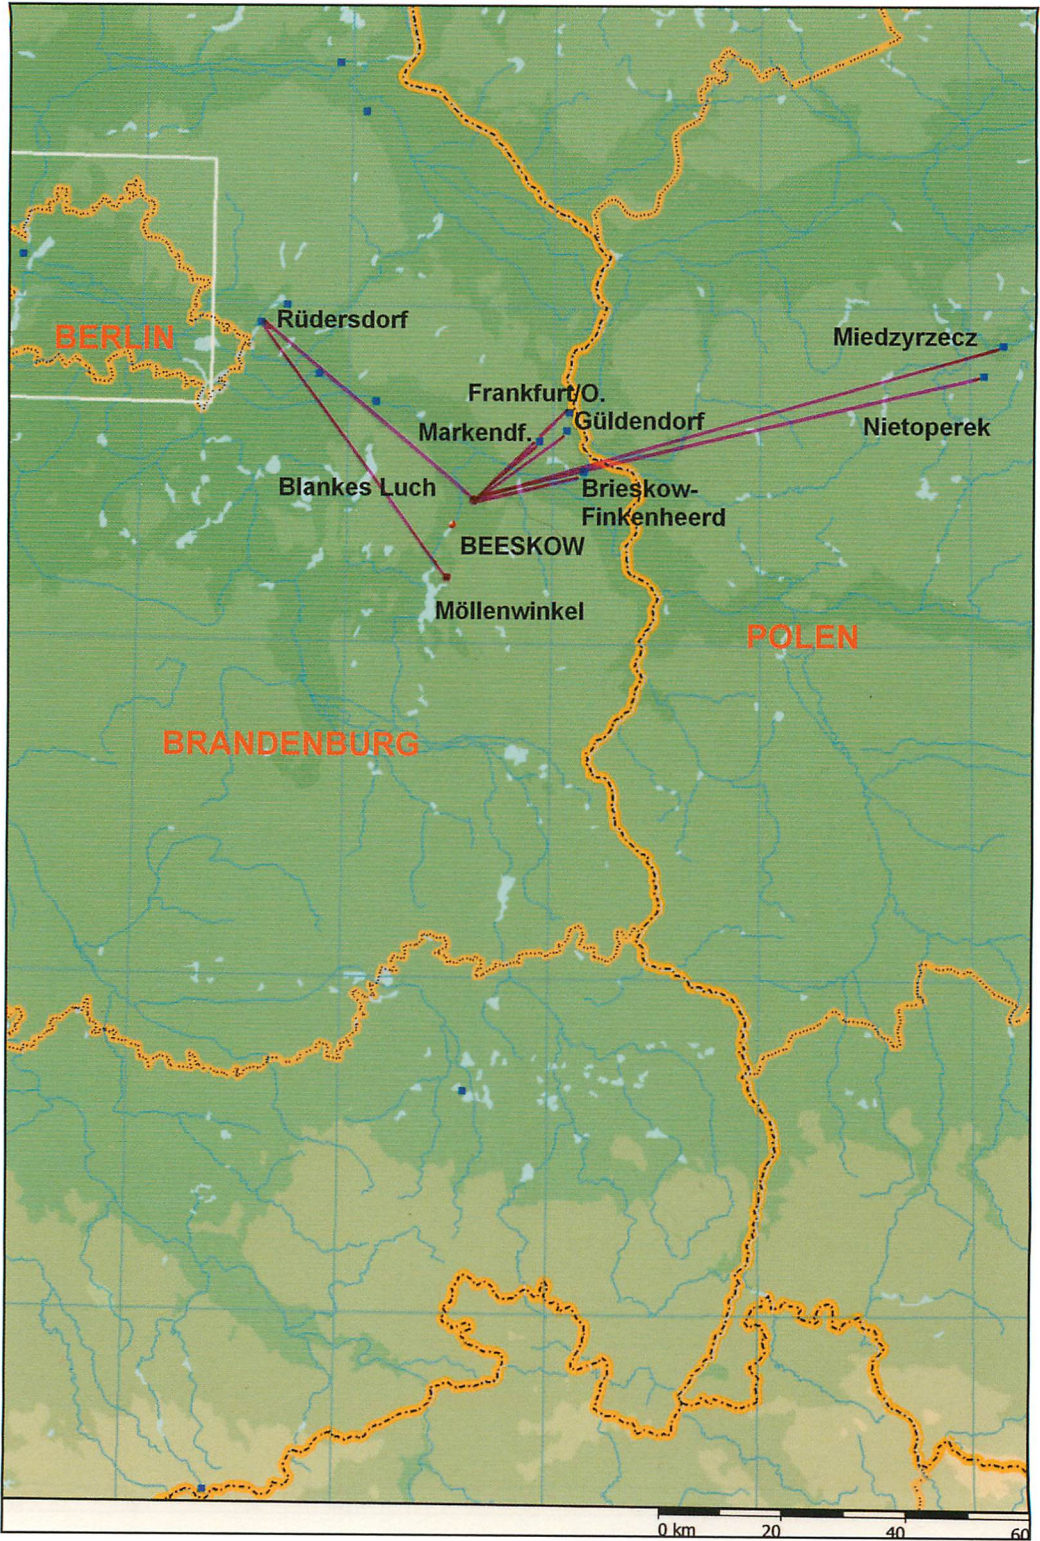 Rüdersdorf
BERLIN
Miedzyrzecz
Frankfurt/O.
Güldendorf
Markendf.
Nietoperek
Blankes Luch
Brieskow-
Finkenheerd
BEESKOW
Möllenwinkel
POLEN
BRANDENBURG
0 km 20 40 60